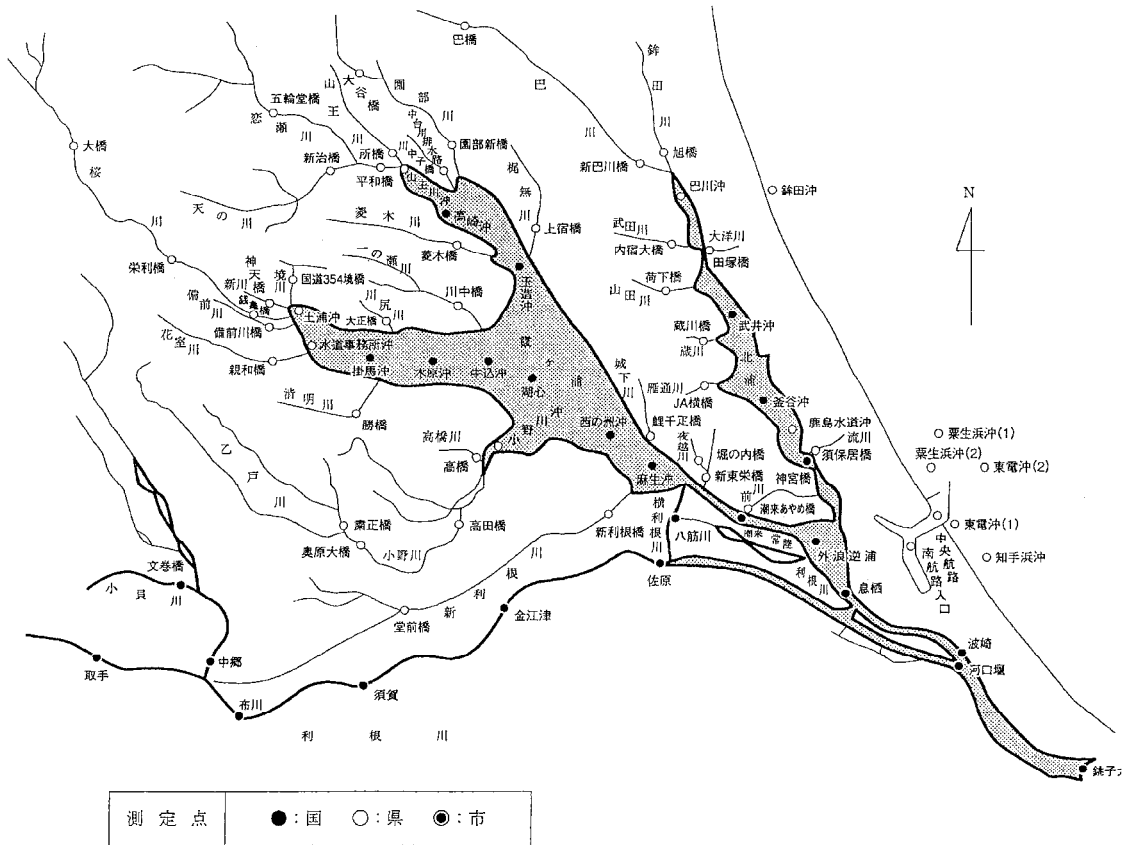 巴橋
鉾田川
大谷橋
園部川
山王川
巴川
五輪堂橋
恋瀬川
中台川排水路
大橋
所橋
中子橋
園部新橋
旭橋
新治橋
平和橋
梶無川
新巴川橋
桜川
山王川沖
巴川沖
鉾田沖
N
天の川
菱木川
高崎沖
上宿橋
武田川
大洋川
菱木橋
内宿大橋
田塚橋
一の瀬川
栄利橋
神天橋
境川
国道354境橋
玉造沖
荷下橋
新川
川中橋
山田川
備前川
銭亀橋
土浦沖
大正橋
川尻川
武井沖
花室川
備前川橋
水道事務所沖
蔵川橋
蔵川
北浦
親和橋
掛馬沖
木原沖
牛込沖
霞ヶ浦
湖心
城下川
雁通川
JA横橋
釜谷沖
清明川
勝橋
小野川沖
西の洲沖
鯉千疋橋
鹿島水道沖
粟生浜沖(1)
流川
高橋川
夜越川
堀の内橋
須保居橋
粟生浜沖(2)
高橋
麻生沖
新東栄橋
神宮橋
東電沖(2)
乙戸川
前川
潮来あやめ橋
粛正橋
高田橋
新利根橋
横利根川
八筋川
潮来
常陸利根川
外浪逆浦
東電沖(1)
奥原大橋
小野川
中央航路
南航路入口
知手浜沖
文巻橋
佐原
息栖
小貝川
新利根川
金江津
堂前橋
波崎
取手
中郷
河口堰
須賀
布川
利根川
銚子大
測定点 ●:国 ○:県 ◉:市